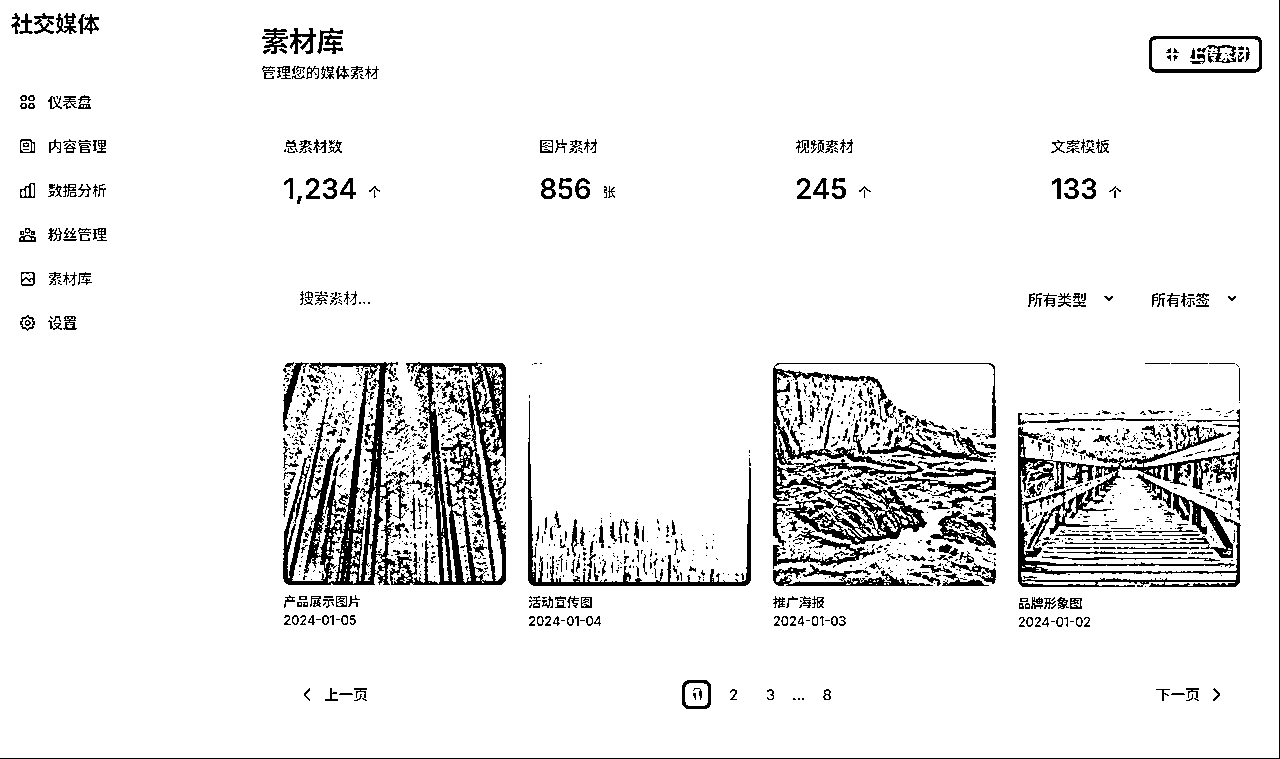 社交媒体
仪表盘
内容管理
数据分析
粉丝管理
素材库
设置
素材库
管理您的媒体素材
上传素材
总素材数
1,234 个
图片素材
856 张
视频素材
245 个
文案模板
133 个
搜索素材...
所有类型
所有标签
产品展示图片
2024-01-05
活动宣传图
2024-01-04
推广海报
2024-01-03
品牌形象图
2024-01-02
上一页
1 2 3 ... 8
下一页